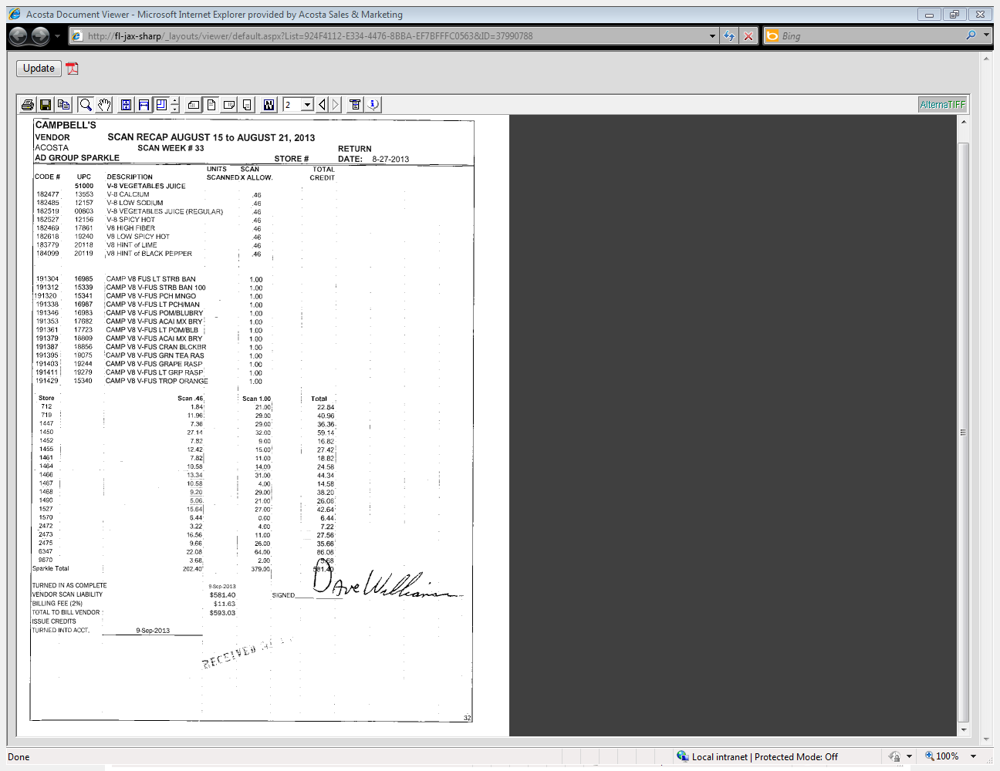 Acosta Document Viewer - Microsoft Internet Explorer provided by Acosta Sales & Marketing
http://fl-jax-sharp/_layouts/viewer/default.aspx?List=924F4112-E334-4476-8BBA-EF7BFFFC0563&ID=37990788
Bing
Update
2
AlternaTIFF
CAMPBELL'S
VENDOR SCAN RECAP AUGUST 15 to AUGUST 21, 2013
ACOSTA SCAN WEEK # 33 RETURN
AD GROUP SPARKLE STORE # DATE: 8-27-2013
UNITS SCAN TOTAL
CODE # UPC DESCRIPTION SCANNED X ALLOW. CREDIT
51000 V-8 VEGETABLES JUICE
182477 13553 V-8 CALCIUM .46
182485 12157 V-8 LOW SODIUM .46
182519 00803 V-8 VEGETABLES JUICE (REGULAR) .46
182527 12156 V-8 SPICY HOT .46
182469 17861 V8 HIGH FIBER .46
182618 19240 V8 LOW SPICY HOT .46
183779 20118 V8 HINT of LIME .46
184099 20119 V8 HINT of BLACK PEPPER .46
191304 16985 CAMP V8 FUS LT STRB BAN 1.00
191312 15339 CAMP V8 V-FUS STRB BAN 100 1.00
191320 15341 CAMP V8 V-FUS PCH MNGO 1.00
191338 16987 CAMP V8 V-FUS LT PCH/MAN 1.00
191346 16983 CAMP V8 V-FUS POM/BLUBRY 1.00
191353 17682 CAMP V8 V-FUS ACAI MX BRY 1.00
191361 17723 CAMP V8 V-FUS LT POM/BLB 1.00
191379 18809 CAMP V8 V-FUS ACAI MX BRY 1.00
191387 18856 CAMP V8 V-FUS CRAN BLCKBR 1.00
191395 19075 CAMP V8 V-FUS GRN TEA RAS 1.00
191403 19244 CAMP V8 V-FUS GRAPE RASP 1.00
191411 19279 CAMP V8 V-FUS LT GRP RASP 1.00
191429 15340 CAMP V8 V-FUS TROP ORANGE 1.00
Store Scan .46 Scan 1.00 Total
712 1.84 21.00 22.84
719 11.96 29.00 40.96
1447 7.36 29.00 36.36
1450 27.14 32.00 59.14
1452 7.82 9.00 16.82
1455 12.42 15.00 27.42
1461 7.82 11.00 18.82
1464 10.58 14.00 24.58
1466 13.34 31.00 44.34
1467 10.58 4.00 14.58
1468 9.20 29.00 38.20
1490 5.06 21.00 26.06
1527 15.64 27.00 42.64
1570 6.44 0.00 6.44
2472 3.22 4.00 7.22
2473 16.56 11.00 27.56
2475 9.66 26.00 35.66
6347 22.08 64.00 86.08
9670 3.68 2.00 5.68
Sparkle Total 202.40 379.00 581.40
TURNED IN AS COMPLETE 9-Sep-2013
VENDOR SCAN LIABILITY $581.40 SIGNED Dave Williams
BILLING FEE (2%) $11.63
TOTAL TO BILL VENDOR : $593.03
ISSUE CREDITS
TURNED INTO ACCT. 9-Sep-2013
RECEIVED
32
Done
Local intranet | Protected Mode: Off
100%